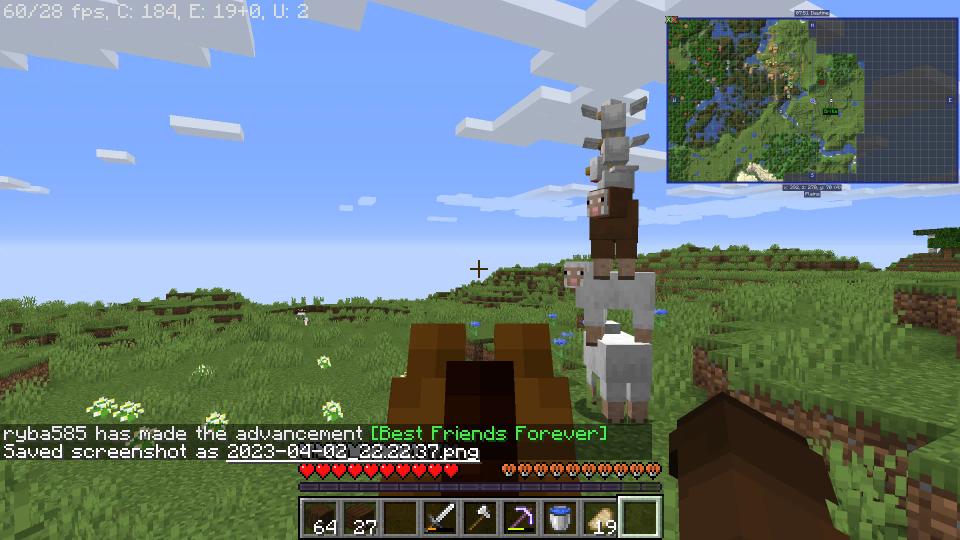 60/28 fps, C: 184, E: 19+0, U: 2
N
W
E
S
Plains
ryba585 has made the advancement [Best Friends Forever]
Saved screenshot as 2023-04-02_22.22.37.png
64
27
19